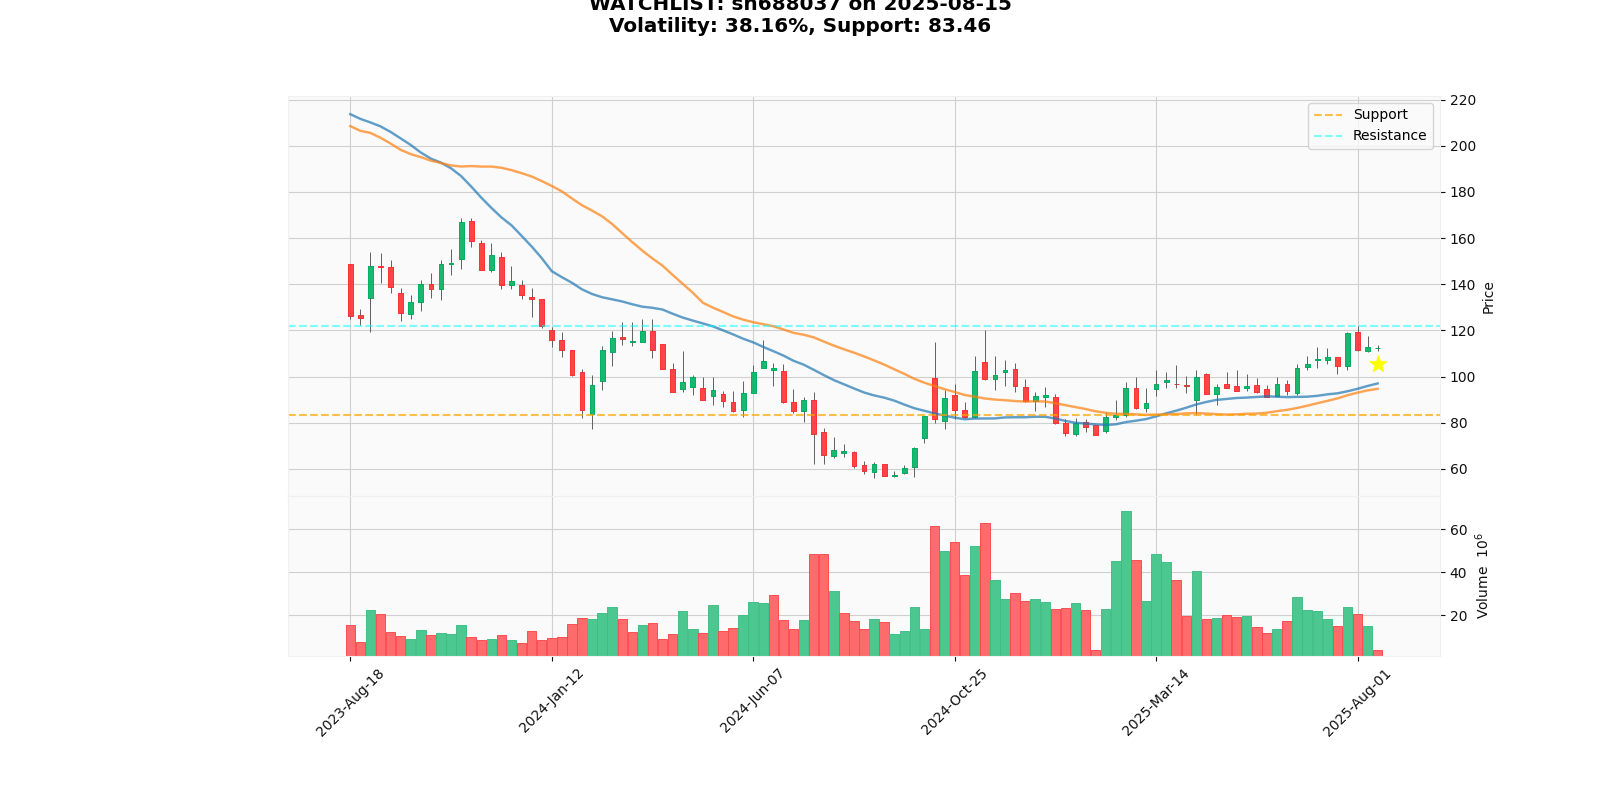 WATCHLIST: sh688037 on 2025-08-15
Volatility: 38.16%, Support: 83.46
Support
Resistance
220
200
180
160
140
120
100
80
60
Price
60
40
20
Volume 10^6
2023-Aug-18
2024-Jan-12
2024-Jun-07
2024-Oct-25
2025-Mar-14
2025-Aug-01